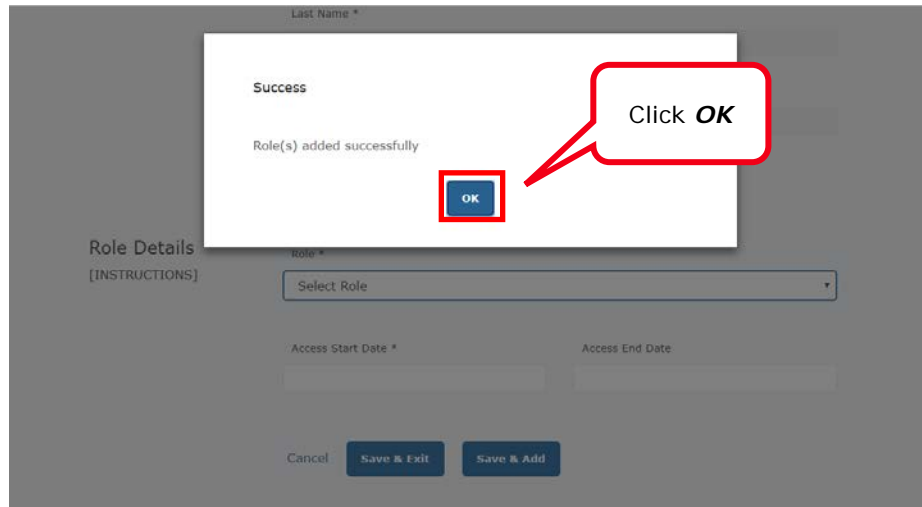 Last Name *
Success
Click OK
Role(s) added successfully
OK
Role Details
Role *
[INSTRUCTIONS]
Select Role
Access Start Date *
Access End Date
Cancel
Save & Exit
Save & Add